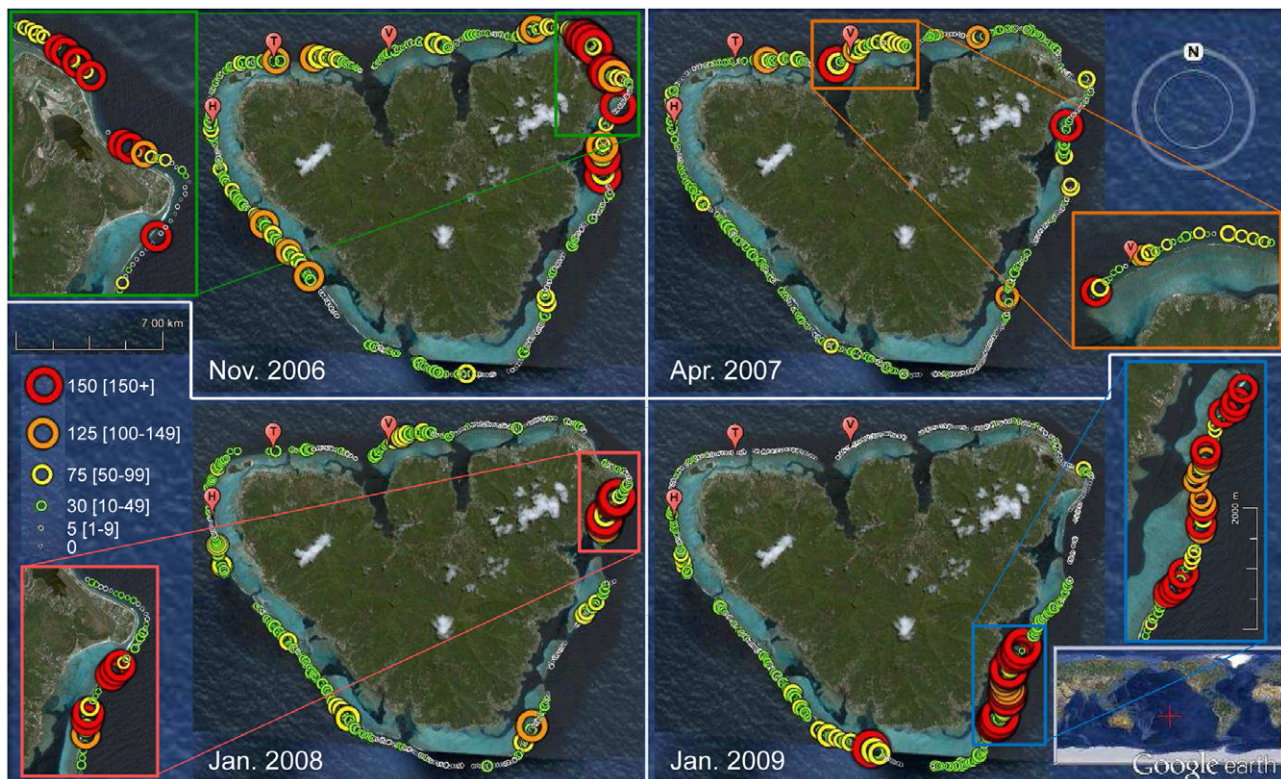 T
V
H
Nov. 2006
T
V
H
Apr. 2007
N
V
7.00 km
150 [150+]
125 [100-149]
75 [50-99]
30 [10-49]
5 [1-9]
0
T
V
H
Jan. 2008
T
V
H
Jan. 2009
2000 E
Google earth